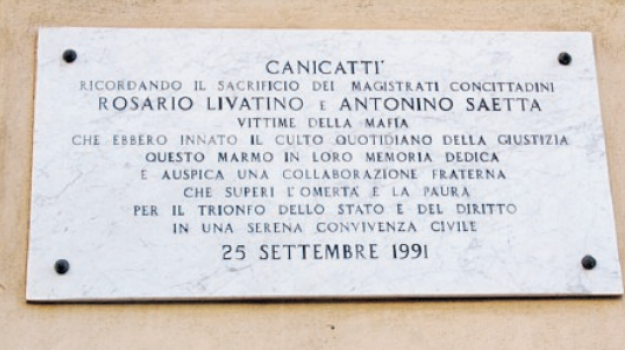 CANICATTI'
RICORDANDO IL SACRIFICIO DEI MAGISTRATI CONCITTADINI
ROSARIO LIVATINO E ANTONINO SAETTA
VITTIME DELLA MAFIA
CHE EBBERO INNATO IL CULTO QUOTIDIANO DELLA GIUSTIZIA
QUESTO MARMO IN LORO MEMORIA DEDICA
E AUSPICA UNA COLLABORAZIONE FRATERNA
CHE SUPERI L'OMERTA' E LA PAURA
PER IL TRIONFO DELLO STATO E DEL DIRITTO
IN UNA SERENA CONVIVENZA CIVILE
25 SETTEMBRE 1991